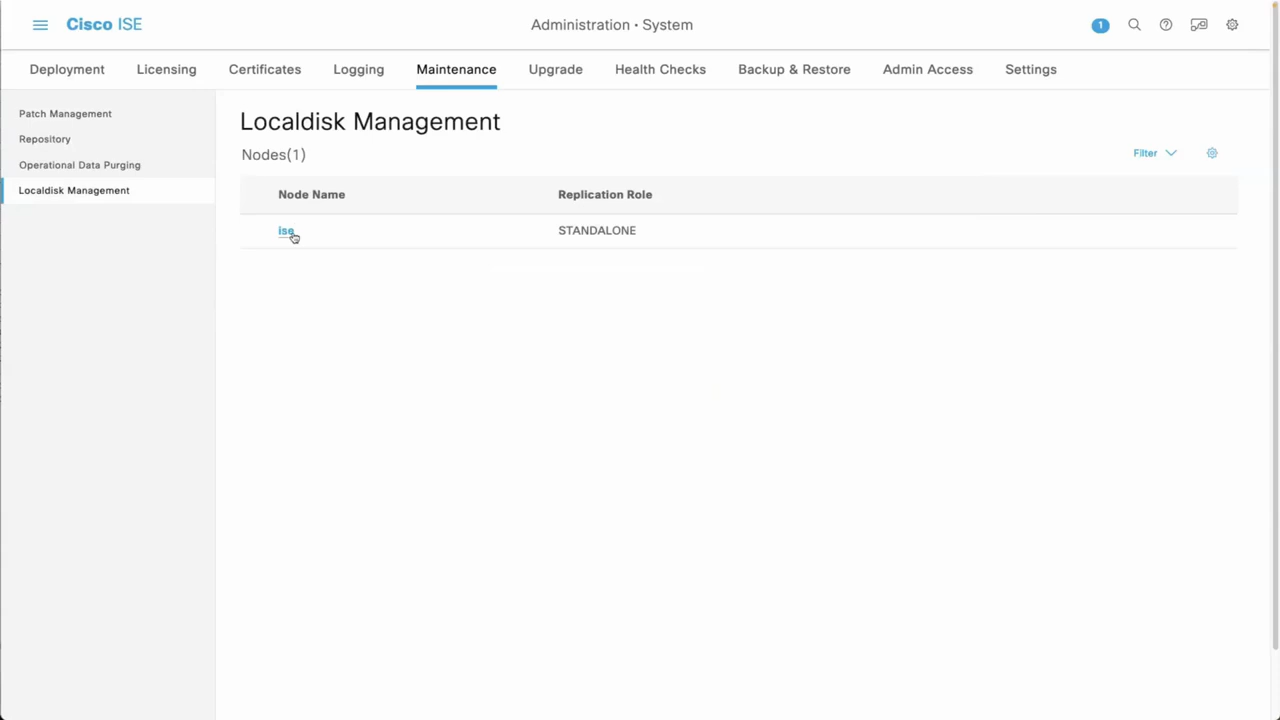 Cisco ISE
Administration • System
1
Deployment Licensing Certificates Logging Maintenance Upgrade Health Checks Backup & Restore Admin Access Settings
Patch Management
Repository
Operational Data Purging
Localdisk Management
Localdisk Management
Nodes(1)
Filter
Node Name Replication Role
ise STANDALONE